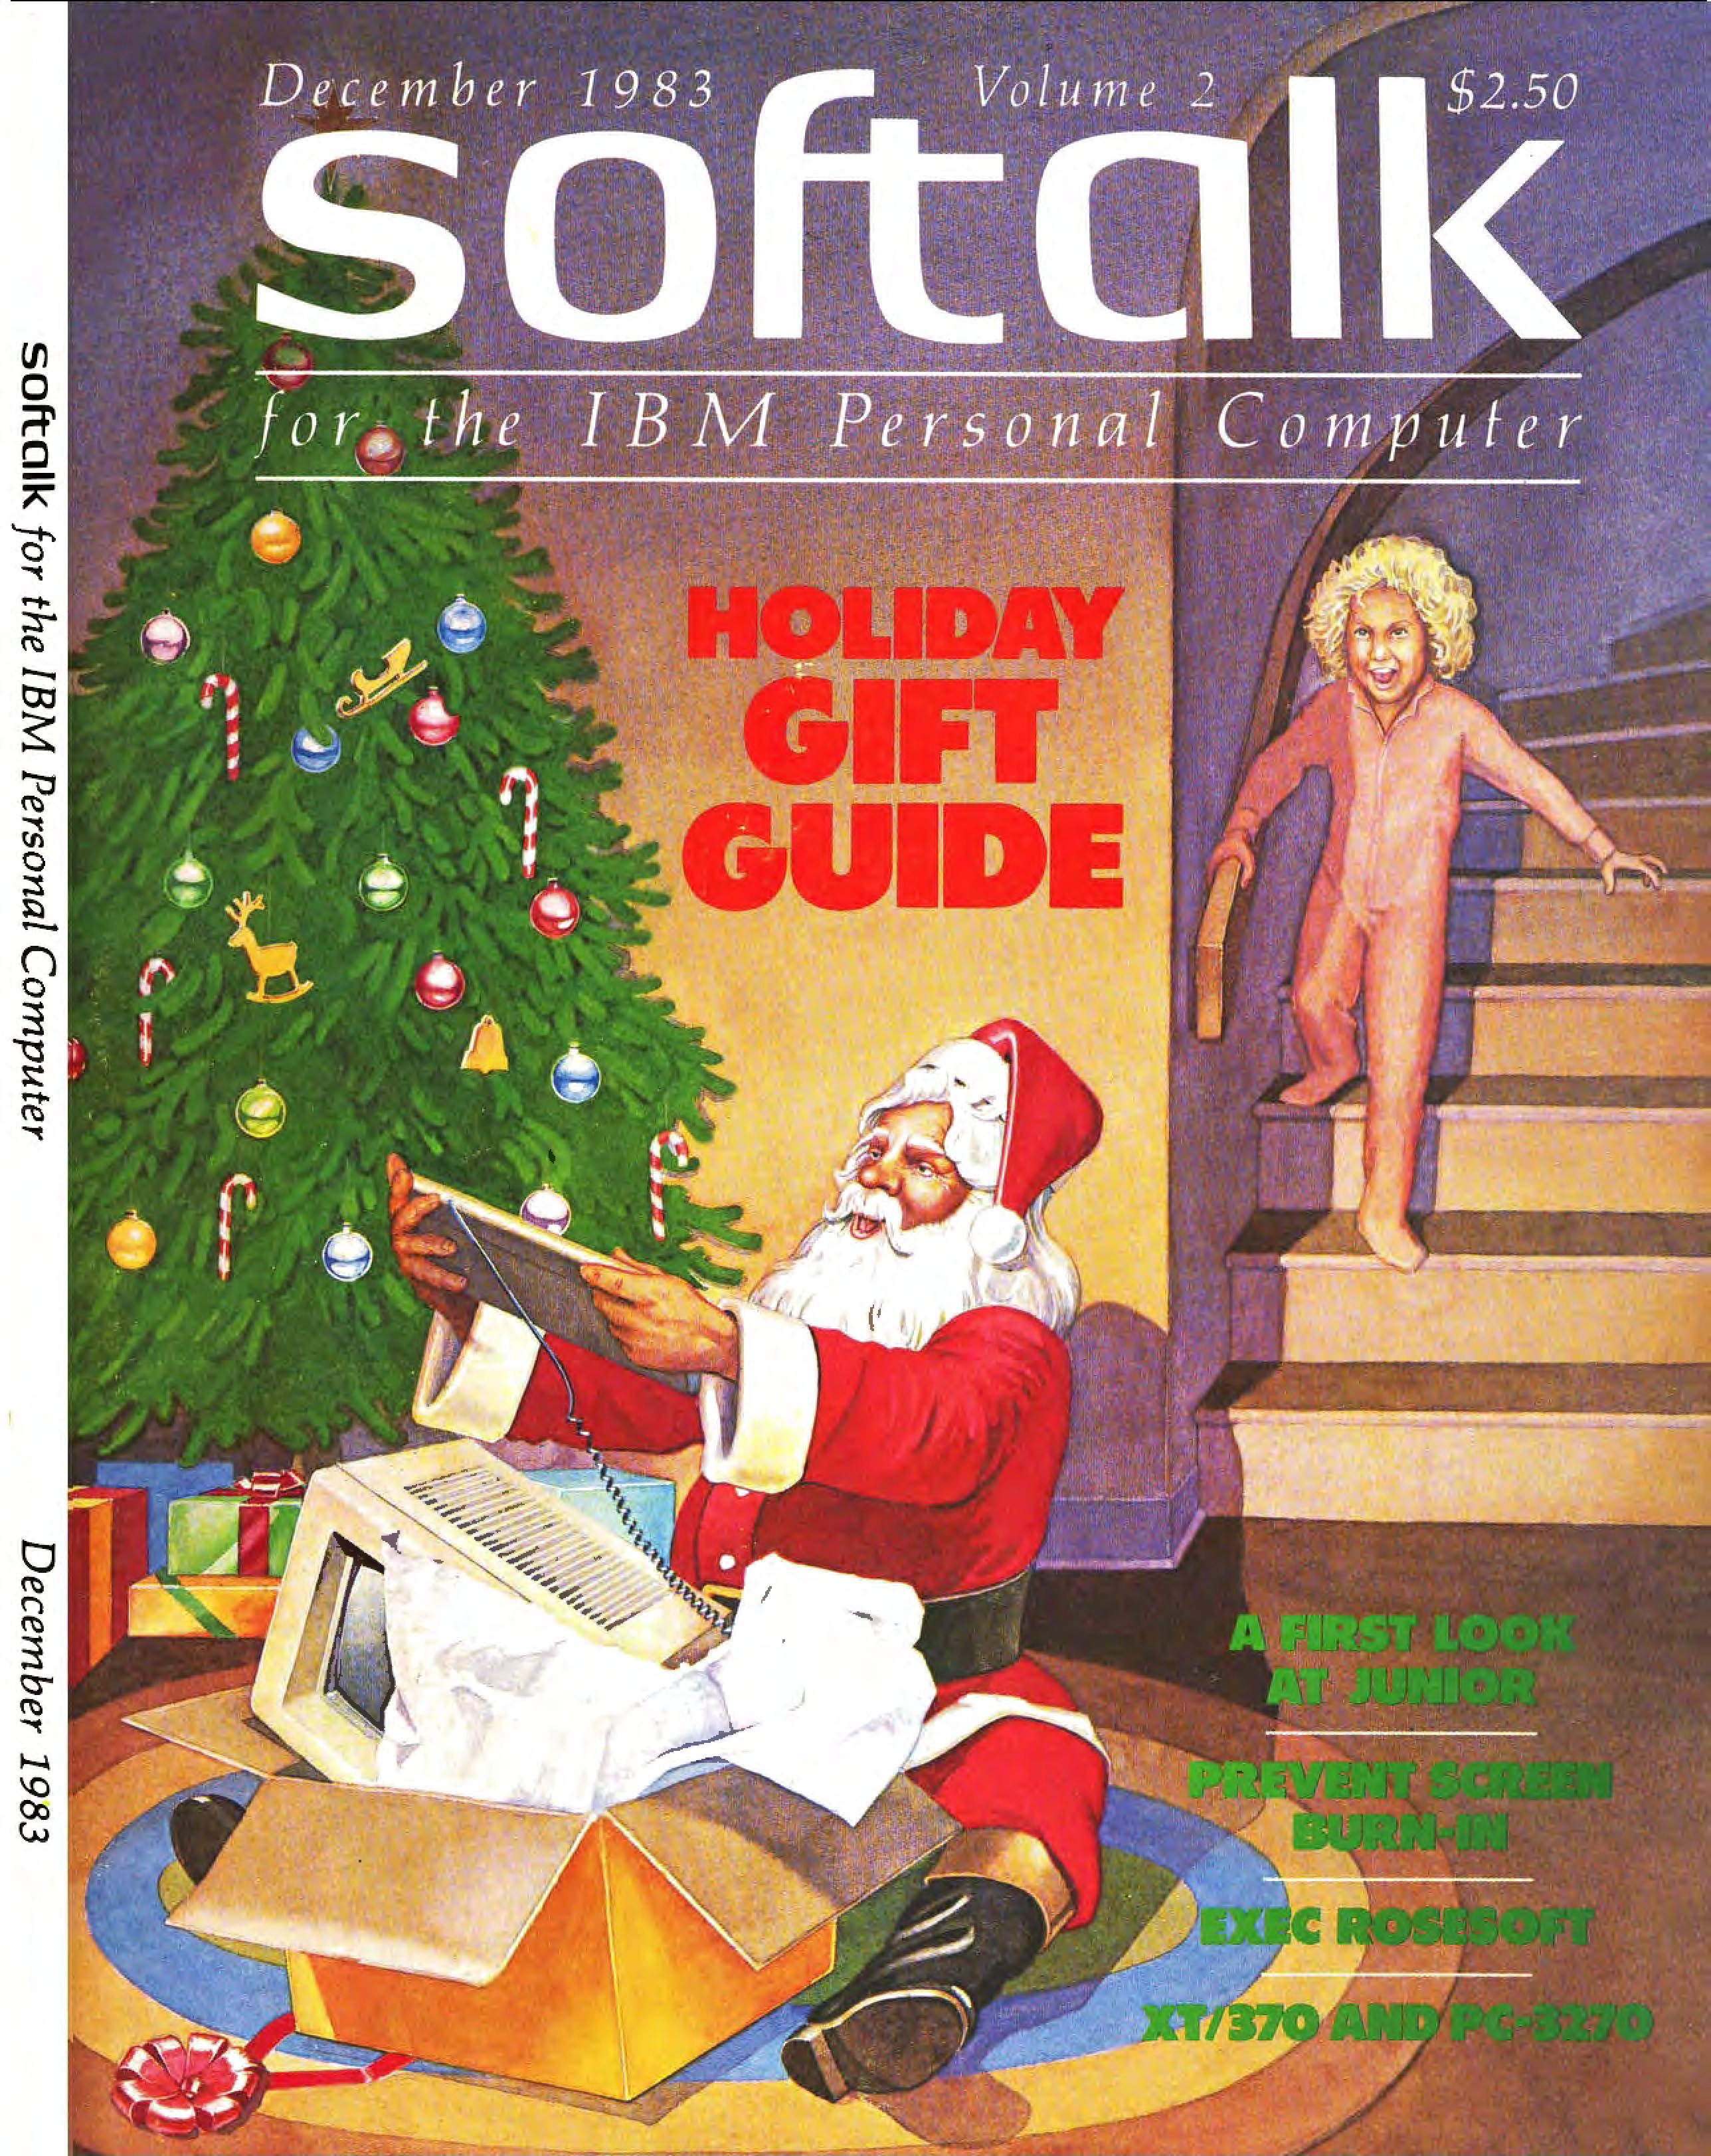 December 1983 Volume 2 $2.50
softalk
for the IBM Personal Computer
HOLIDAY
GIFT
GUIDE
A FIRST LOOK
AT JUNIOR
PREVENT SCREEN
BURN-IN
EXEC ROSESOFT
XT/370 AND PC-3270
softalk for the IBM Personal Computer December 1983